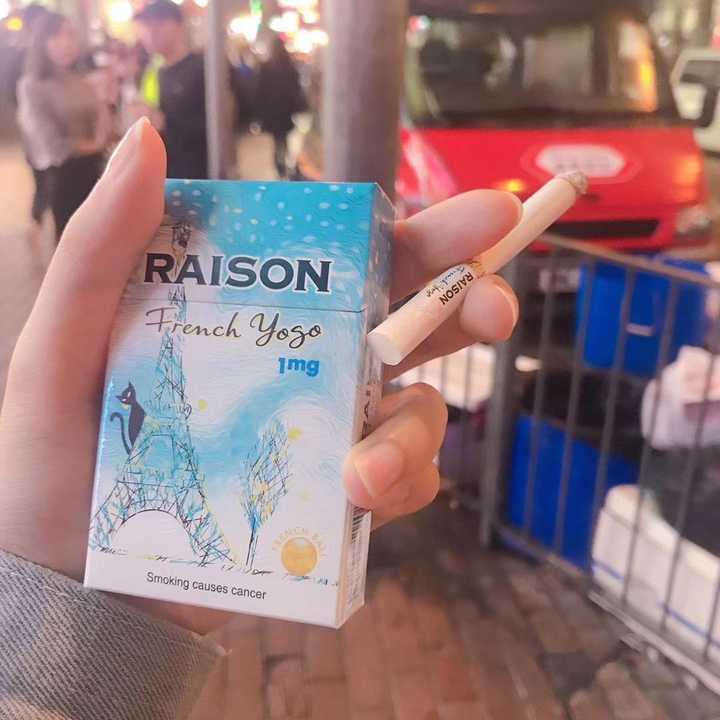 RAISON
French Yogo
1mg
FRENCH BALL
Smoking causes cancer
RAISON